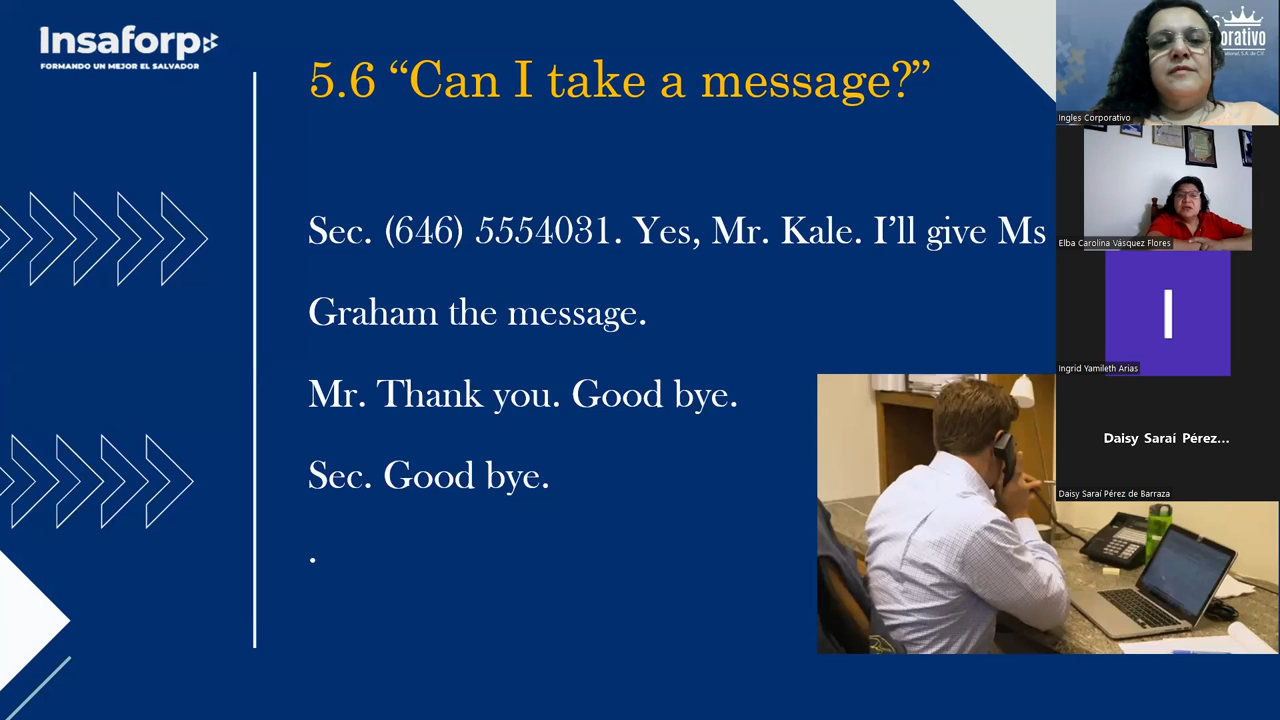 Insaforp
FORMANDO UN MEJOR EL SALVADOR
5.6 “Can I take a message?”
Sec. (646) 5554031. Yes, Mr. Kale. I’ll give Ms
Graham the message.
Mr. Thank you. Good bye.
Sec. Good bye.
.
orativo
Ingles Corporativo
Elba Carolina Vásquez Flores
I
Ingrid Yamileth Arias
Daisy Saraí Pérez...
Daisy Saraí Pérez de Barraza